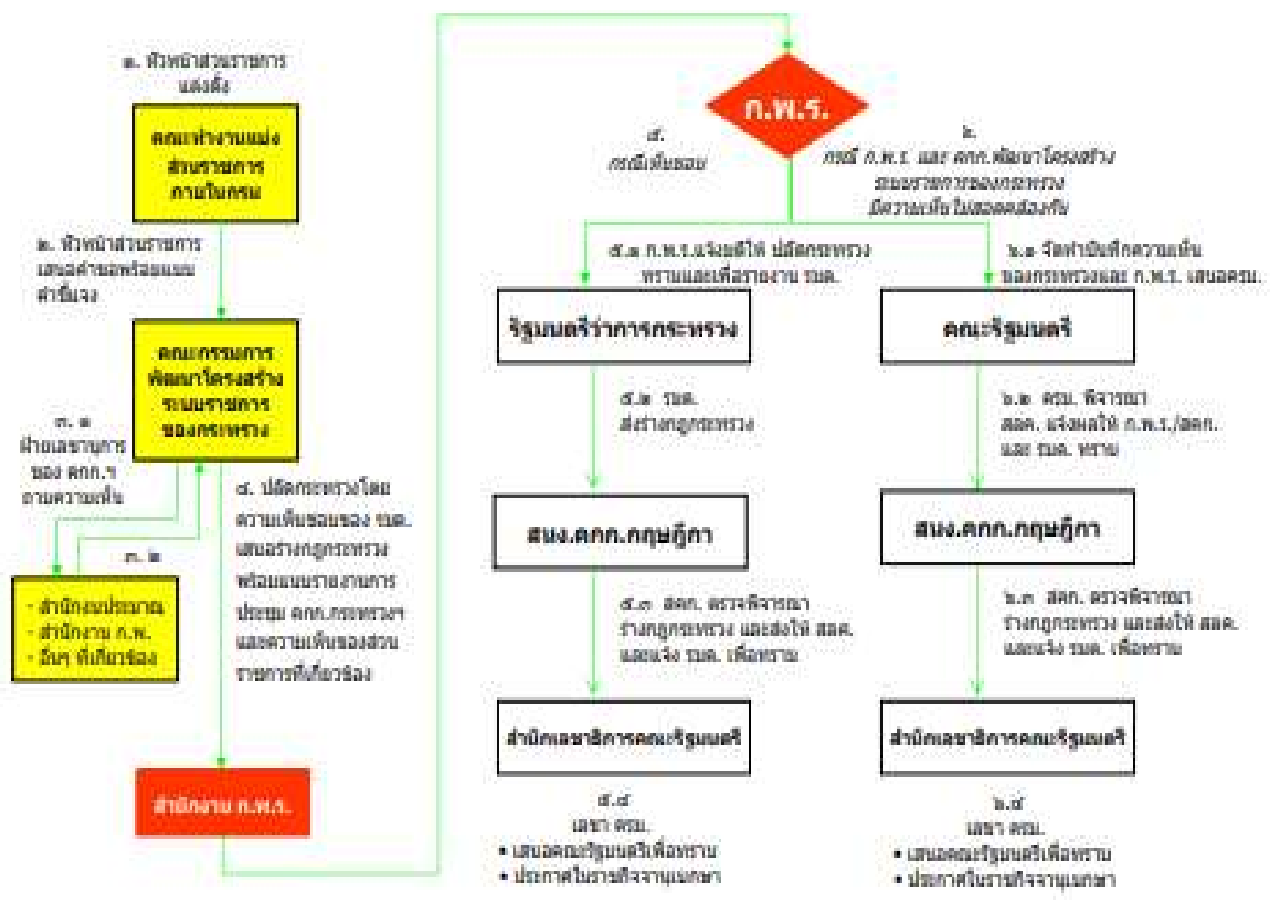 ๑. หัวหน้าส่วนราชการ
แต่งตั้ง
คณะทำงานแบ่ง
ส่วนราชการ
ภายในกรม
๒. หัวหน้าส่วนราชการ
เสนอคำขอพร้อมแบบ
คำชี้แจง
คณะกรรมการ
พัฒนาโครงสร้าง
ระบบราชการ
ของกระทรวง
๓. ๑
ฝ่ายเลขานุการ
ของ คกก.ฯ
ถามความเห็น
๓. ๒
- สำนักงบประมาณ
- สำนักงาน ก.พ.
- อื่นๆ ที่เกี่ยวข้อง
๔. ปลัดกระทรวงโดย
ความเห็นชอบของ รมต.
เสนอร่างกฎกระทรวง
พร้อมแบบรายงานการ
ประชุม คกก.กระทรวงฯ
และความเห็นของส่วน
ราชการที่เกี่ยวข้อง
สำนักงาน ก.พ.ร.
ก.พ.ร.
๕.
กรณีเห็นชอบ
๖.
กรณี ก.พ.ร. และ คกก.พัฒนาโครงสร้าง
ระบบราชการของกระทรวง
มีความเห็นไม่สอดคล้องกัน
๕.๑ ก.พ.ร.แจ้งมติให้ ปลัดกระทรวง
ทราบและเพื่อรายงาน รมต.
รัฐมนตรีว่าการกระทรวง
๕.๒ รมต.
ส่งร่างกฎกระทรวง
สนง.คกก.กฤษฎีกา
๕.๓ สคก. ตรวจพิจารณา
ร่างกฎกระทรวง และส่งให้ สลค.
และแจ้ง รมต. เพื่อทราบ
สำนักเลขาธิการคณะรัฐมนตรี
๕.๔
เลขา ครม.
• เสนอคณะรัฐมนตรีเพื่อทราบ
• ประกาศในราชกิจจานุเบกษา
๖.๑ จัดทำบันทึกความเห็น
ของกระทรวงและ ก.พ.ร. เสนอครม.
คณะรัฐมนตรี
๖.๒ ครม. พิจารณา
สลค. แจ้งผลให้ ก.พ.ร./สคก.
และ รมต. ทราบ
สนง.คกก.กฤษฎีกา
๖.๓ สคก. ตรวจพิจารณา
ร่างกฎกระทรวง และส่งให้ สลค.
และแจ้ง รมต. เพื่อทราบ
สำนักเลขาธิการคณะรัฐมนตรี
๖.๔
เลขา ครม.
• เสนอคณะรัฐมนตรีเพื่อทราบ
• ประกาศในราชกิจจานุเบกษา